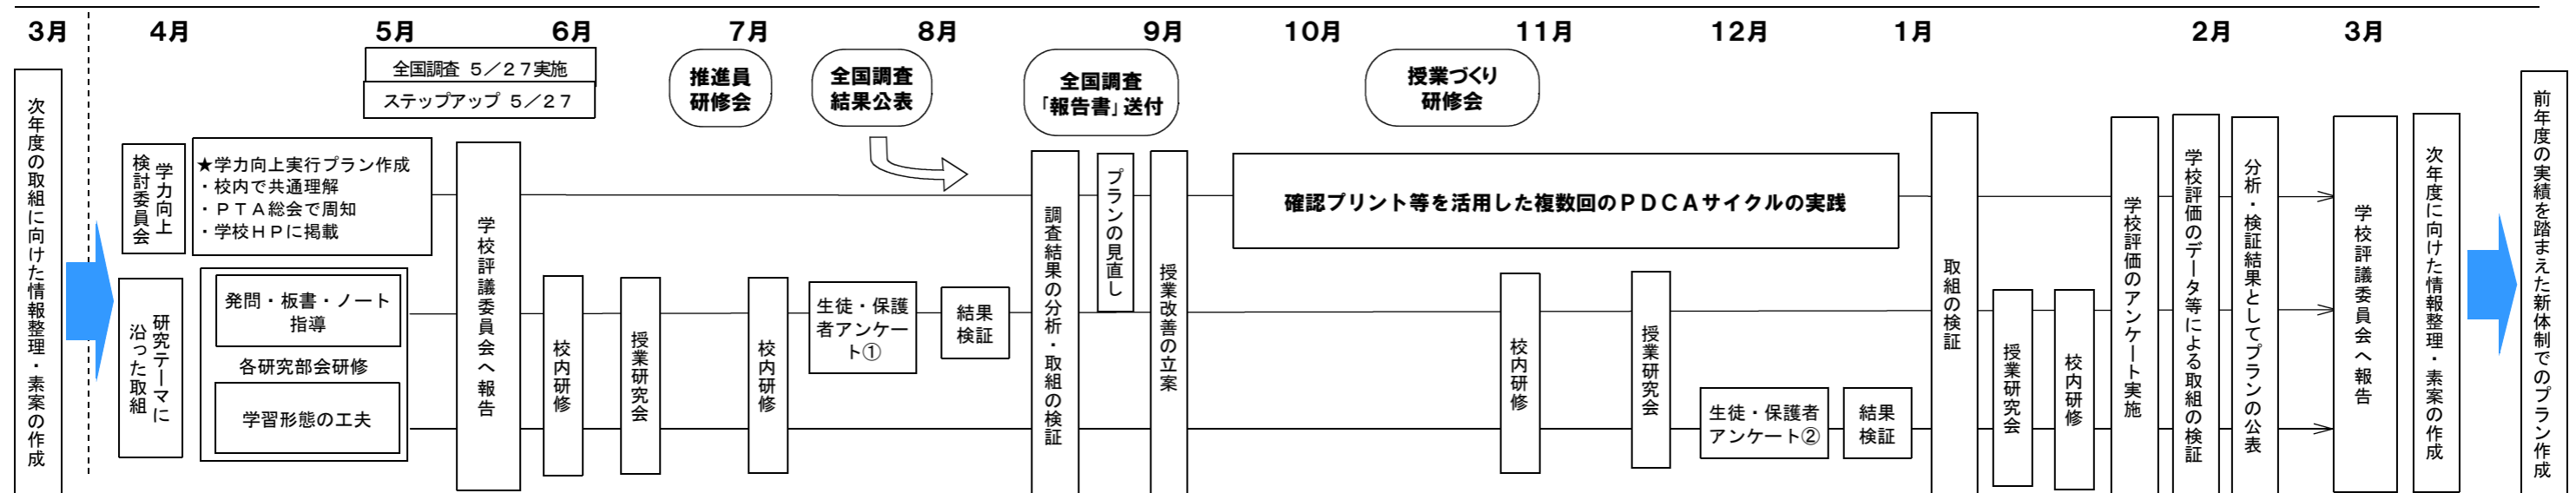 3月
4月
5月
6月
7月
8月
9月
10月
11月
12月
1月
2月
3月
全国調査 5／27実施
ステップアップ 5／27
推進員
研修会
全国調査
結果公表
全国調査
「報告書」送付
授業づくり
研修会
次年度の取組に向けた情報整理・素案の作成
学力向上
検討委員会
★学力向上実行プラン作成
・校内で共通理解
・ＰＴＡ総会で周知
・学校ＨＰに掲載
研究テーマに
沿った取組
発問・板書・ノート
指導
各研究部会研修
学習形態の工夫
学校評議委員会へ報告
校内研修
授業研究会
校内研修
生徒・保護
者アンケー
ト①
結果
検証
調査結果の分析・取組の検証
プランの見直し
授業改善の立案
確認プリント等を活用した複数回のＰＤＣＡサイクルの実践
校内研修
授業研究会
生徒・保護者
アンケート②
結果
検証
取組の検証
授業研究会
校内研修
学校評価のアンケート実施
学校評価のデータ等による取組の検証
分析・検証結果としてプランの公表
学校評議委員会へ報告
次年度に向けた情報整理・素案の作成
前年度の実績を踏まえた新体制でのプラン作成